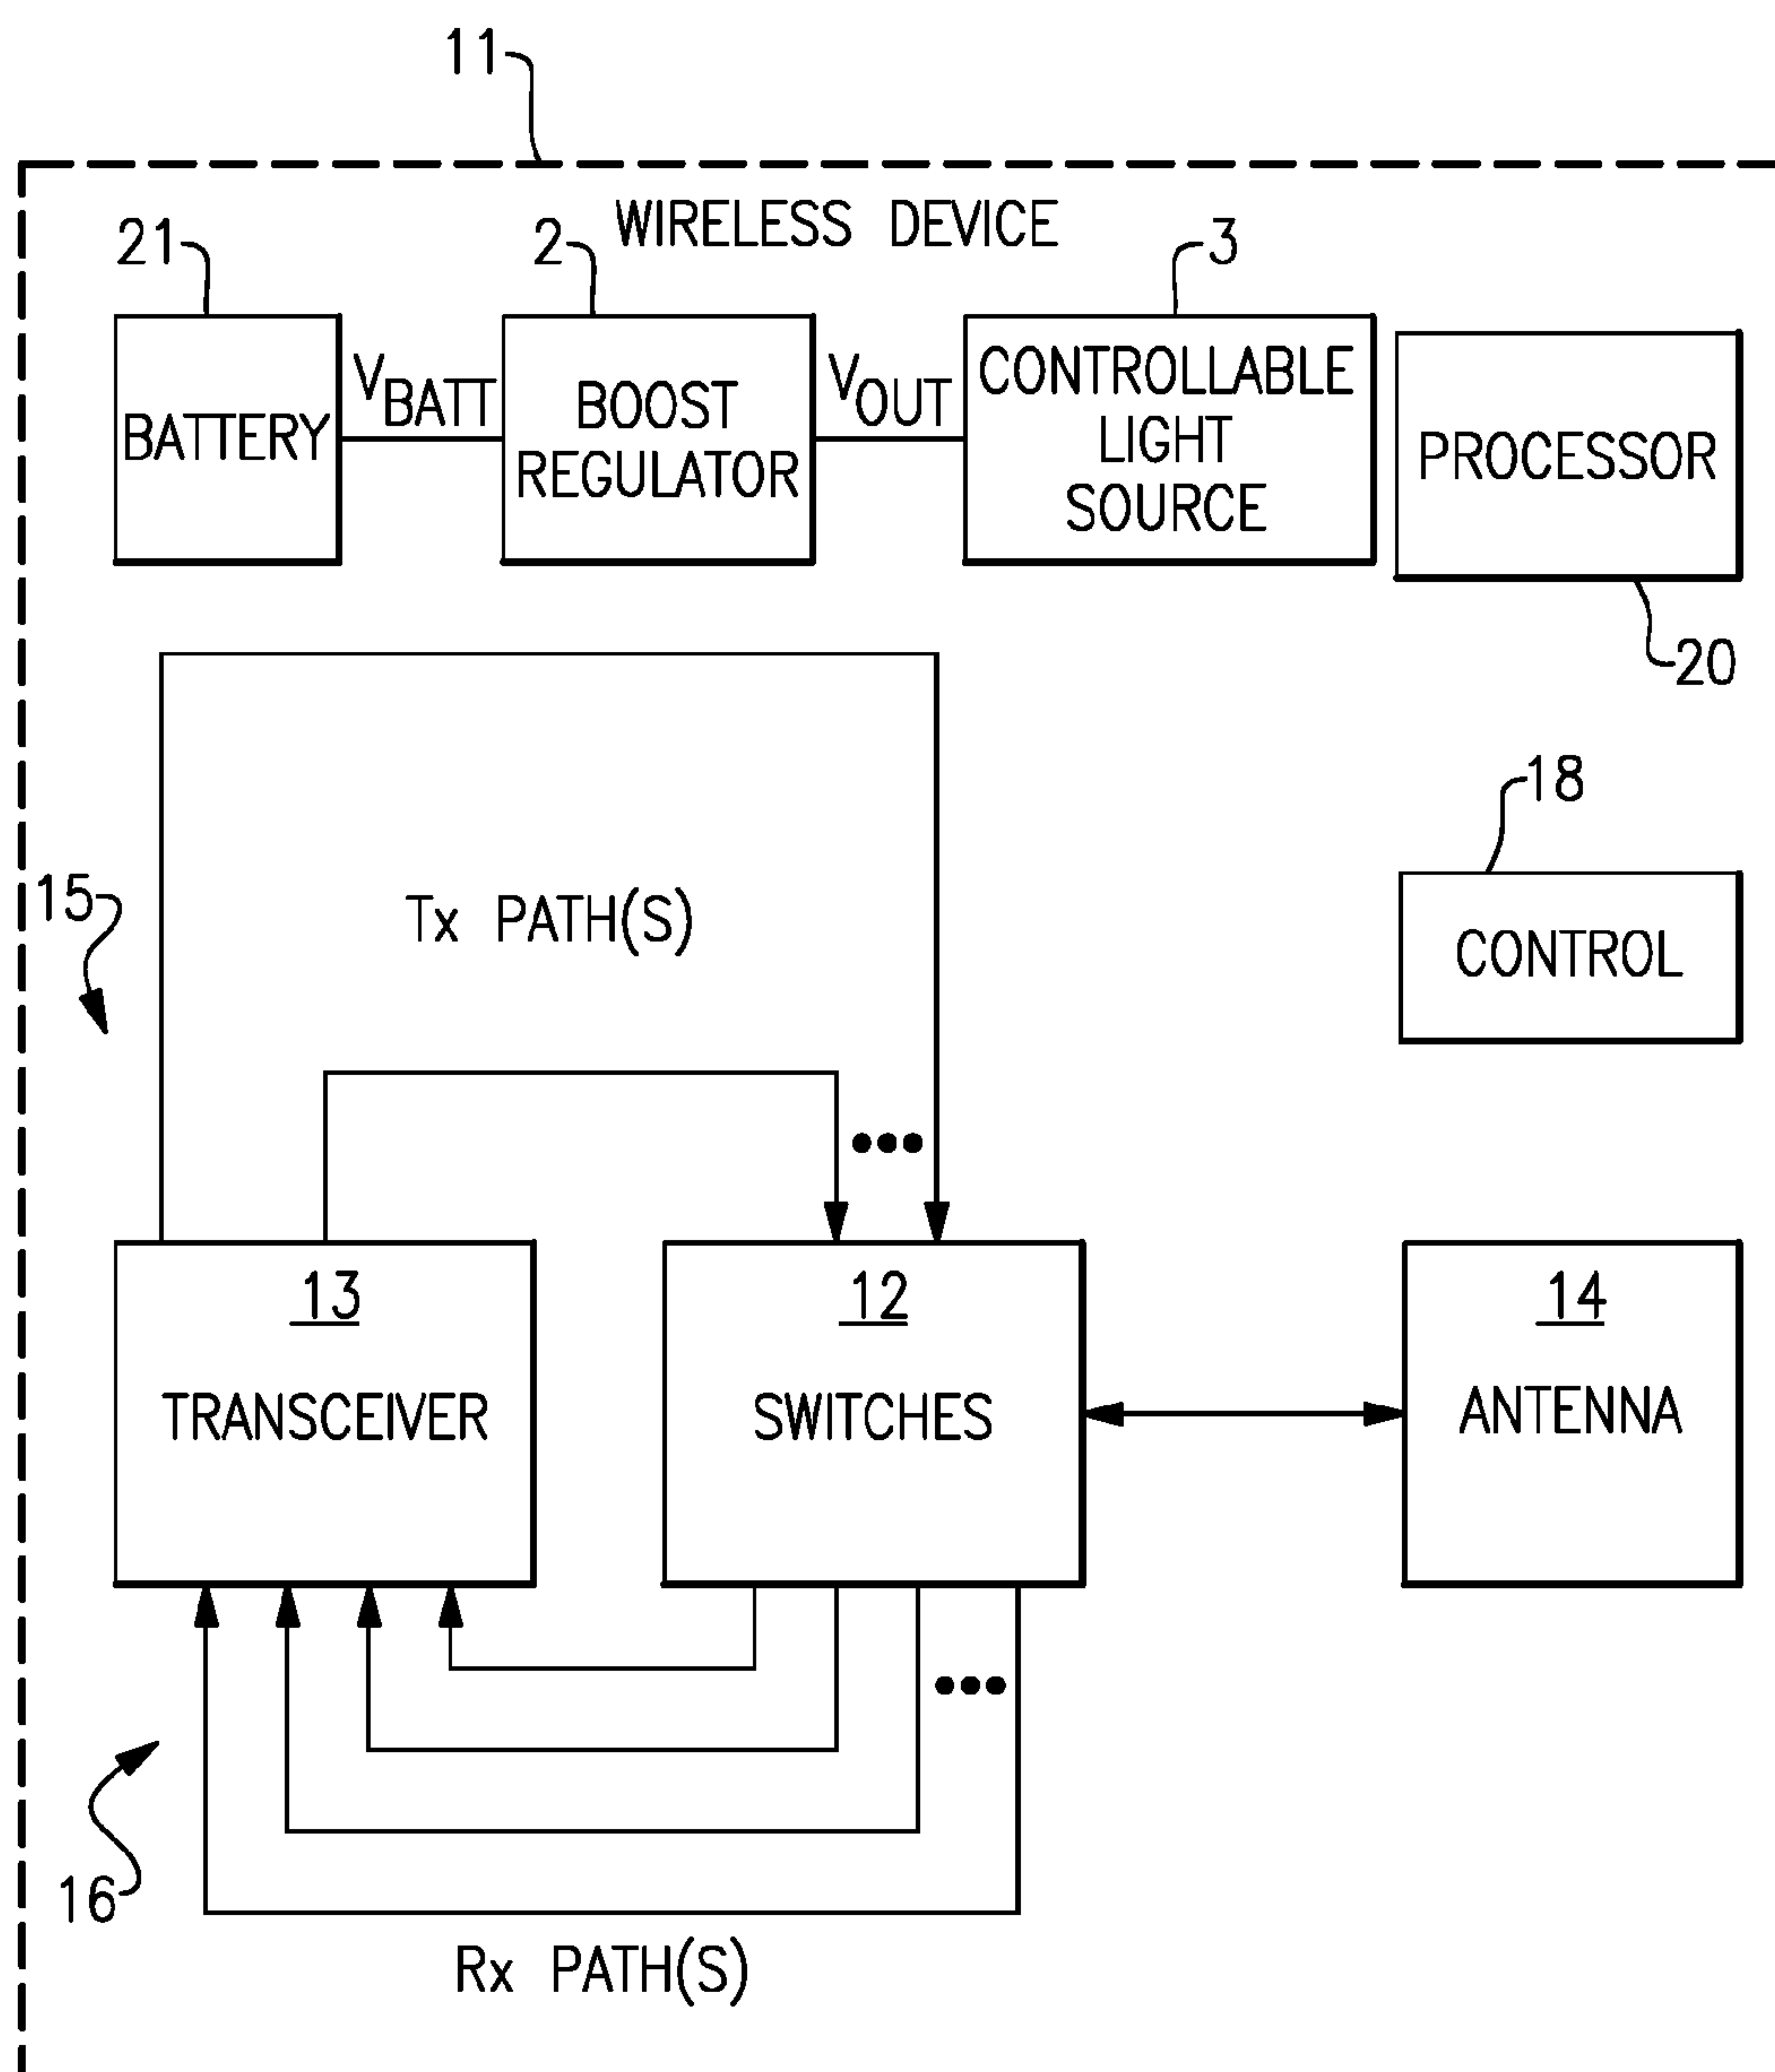 11
WIRELESS DEVICE
21
2
3
BATTERY
VBATT
BOOST
REGULATOR
VOUT
CONTROLLABLE
LIGHT
SOURCE
PROCESSOR
20
18
CONTROL
15
Tx PATH(S)
•••
13
TRANSCEIVER
12
SWITCHES
14
ANTENNA
•••
16
Rx PATH(S)